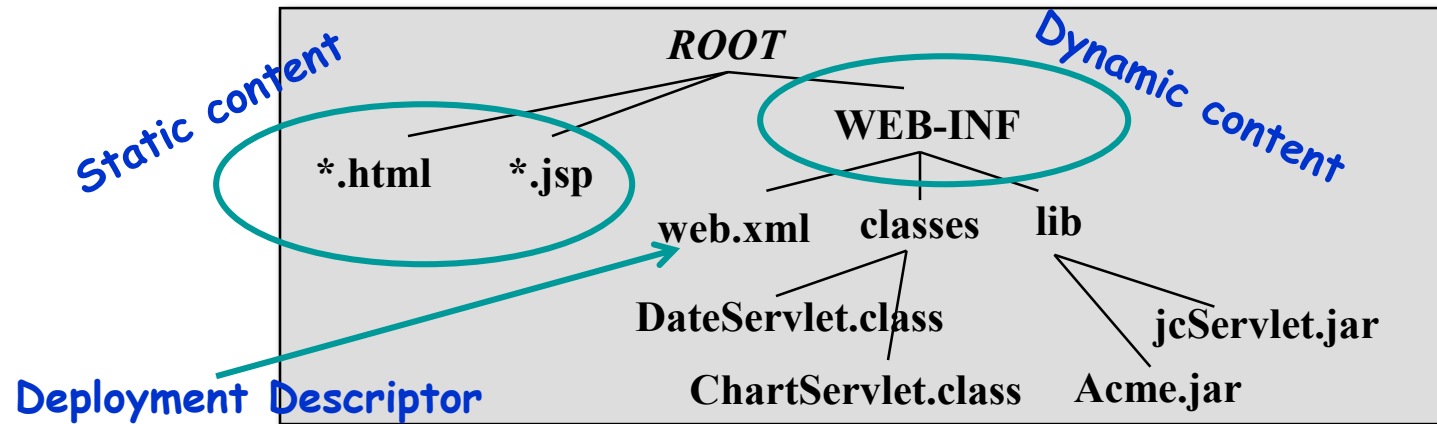 ROOT
Static content
Dynamic content
WEB-INF
*.html *.jsp
web.xml classes lib
DateServlet.class
jcServlet.jar
ChartServlet.class
Acme.jar
Deployment Descriptor